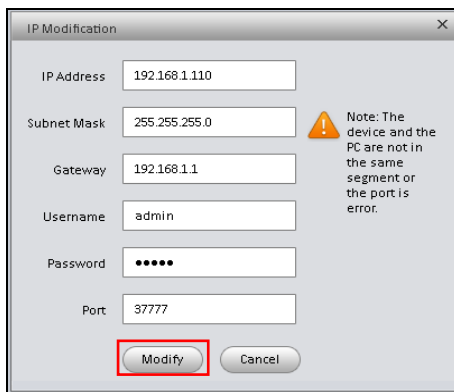 IP Modification
IP Address 192.168.1.110
Subnet Mask 255.255.255.0
Gateway 192.168.1.1
Username admin
Password •••••
Port 37777
Note: The
device and the
PC are not in
the same
segment or
the port is
error.
Modify Cancel